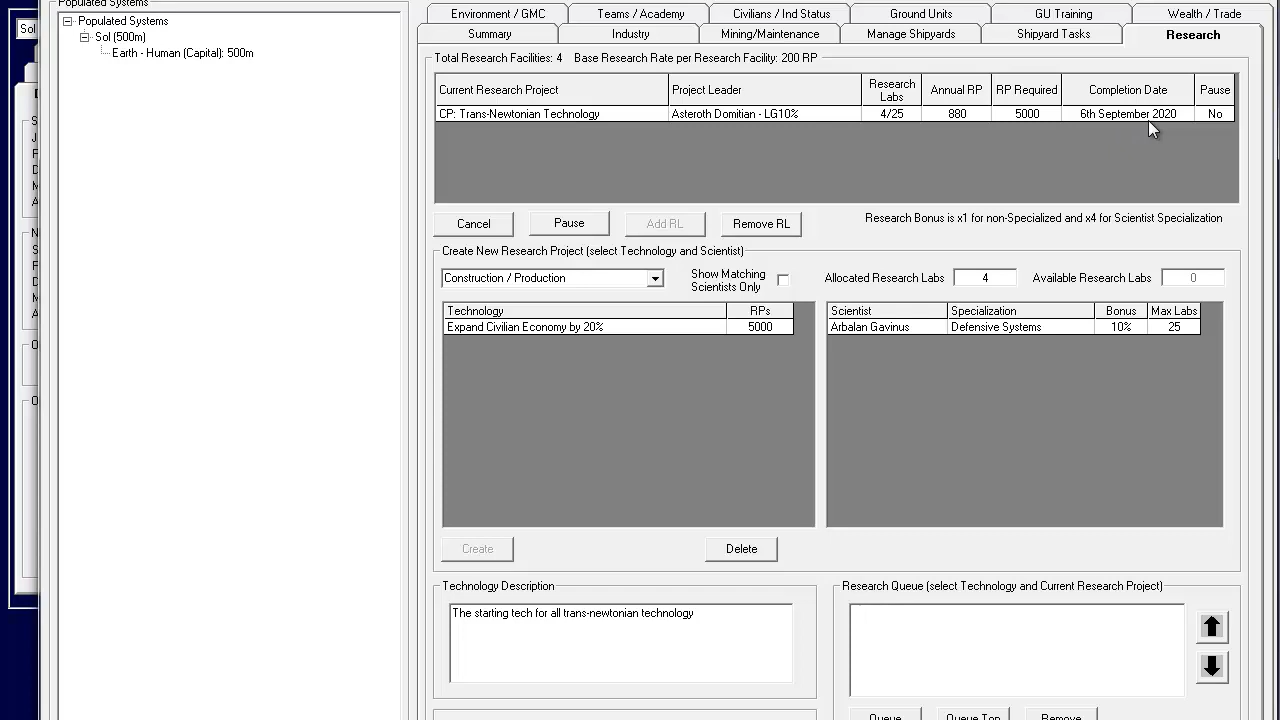 Populated Systems
Populated Systems
Sol (500m)
Earth - Human (Capital): 500m
Sol
Environment / GMC
Teams / Academy
Civilians / Ind Status
Ground Units
GU Training
Wealth / Trade
Summary
Industry
Mining/Maintenance
Manage Shipyards
Shipyard Tasks
Research
Total Research Facilities: 4 Base Research Rate per Research Facility: 200 RP
Current Research Project
Project Leader
Research Labs
Annual RP
RP Required
Completion Date
Pause
CP: Trans-Newtonian Technology
Asteroth Domitian - LG10%
4/25
880
5000
6th September 2020
No
Cancel
Pause
Add RL
Remove RL
Research Bonus is x1 for non-Specialized and x4 for Scientist Specialization
Create New Research Project (select Technology and Scientist)
Construction / Production
Show Matching
Scientists Only
Allocated Research Labs
4
Available Research Labs
0
Technology
RPs
Expand Civilian Economy by 20%
5000
Scientist
Specialization
Bonus
Max Labs
Arbalan Gavinus
Defensive Systems
10%
25
Create
Delete
Technology Description
The starting tech for all trans-newtonian technology
Research Queue (select Technology and Current Research Project)
Queue
Queue Top
Remove